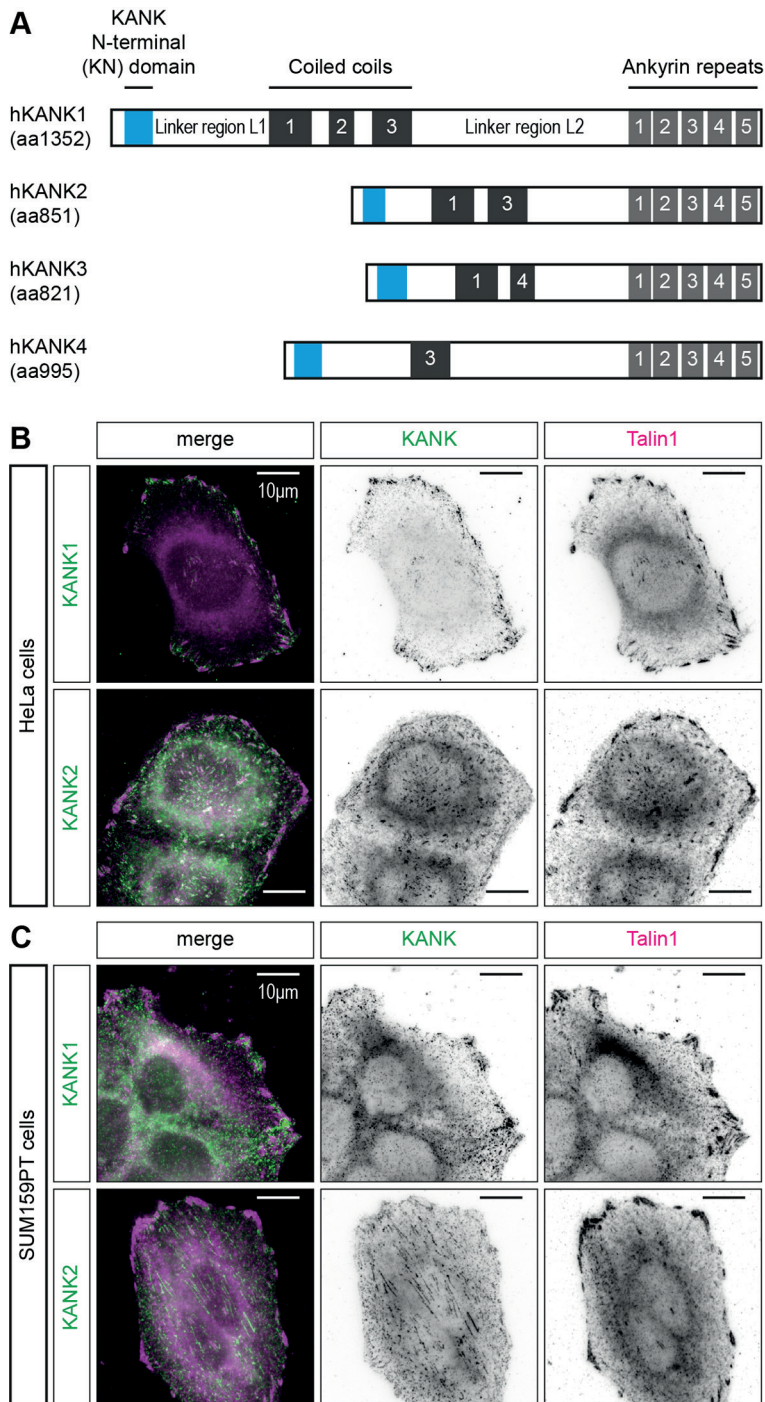 A
KANK
N-terminal
(KN) domain
Coiled coils
Ankyrin repeats
hKANK1
(aa1352)
Linker region L1
1
2
3
Linker region L2
1 2 3 4 5
hKANK2
(aa851)
1
3
1 2 3 4 5
hKANK3
(aa821)
1
4
1 2 3 4 5
hKANK4
(aa995)
3
1 2 3 4 5
B
merge
KANK
Talin1
HeLa cells
KANK1
10µm
KANK2
C
merge
KANK
Talin1
SUM159PT cells
KANK1
10µm
KANK2